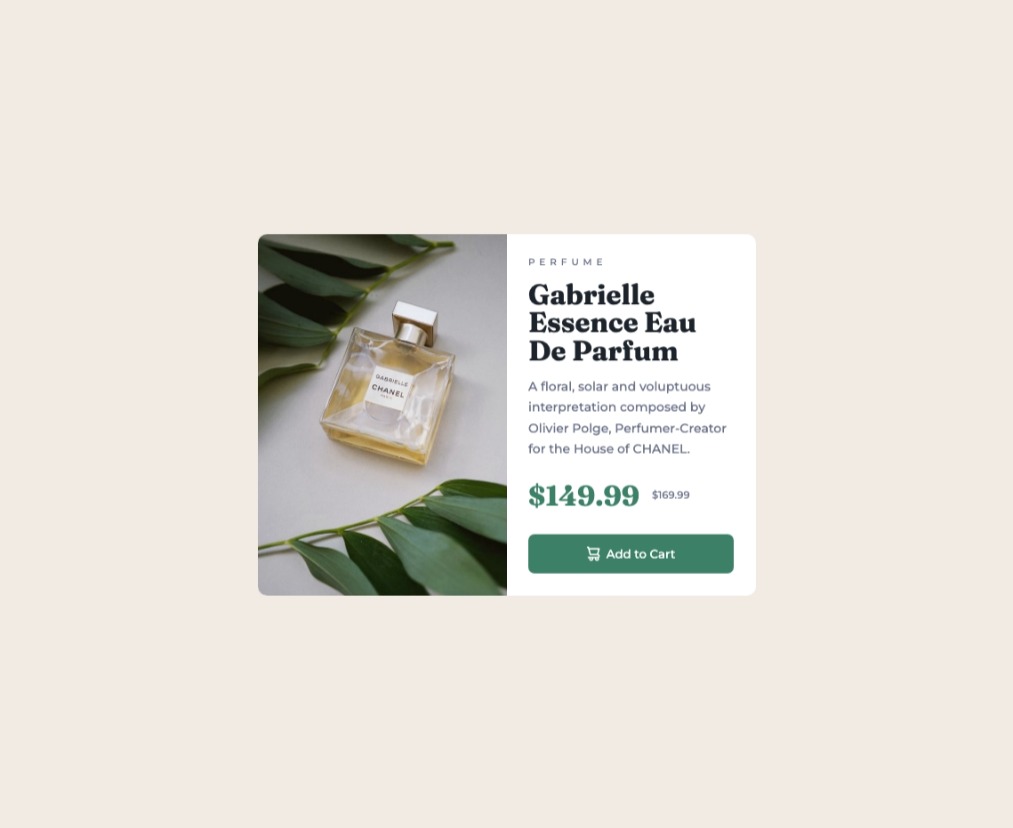 GABRIELLE
CHANEL
PARIS
PERFUME
Gabrielle
Essence Eau
De Parfum
A floral, solar and voluptuous
interpretation composed by
Olivier Polge, Perfumer-Creator
for the House of CHANEL.
$149.99 $169.99
Add to Cart